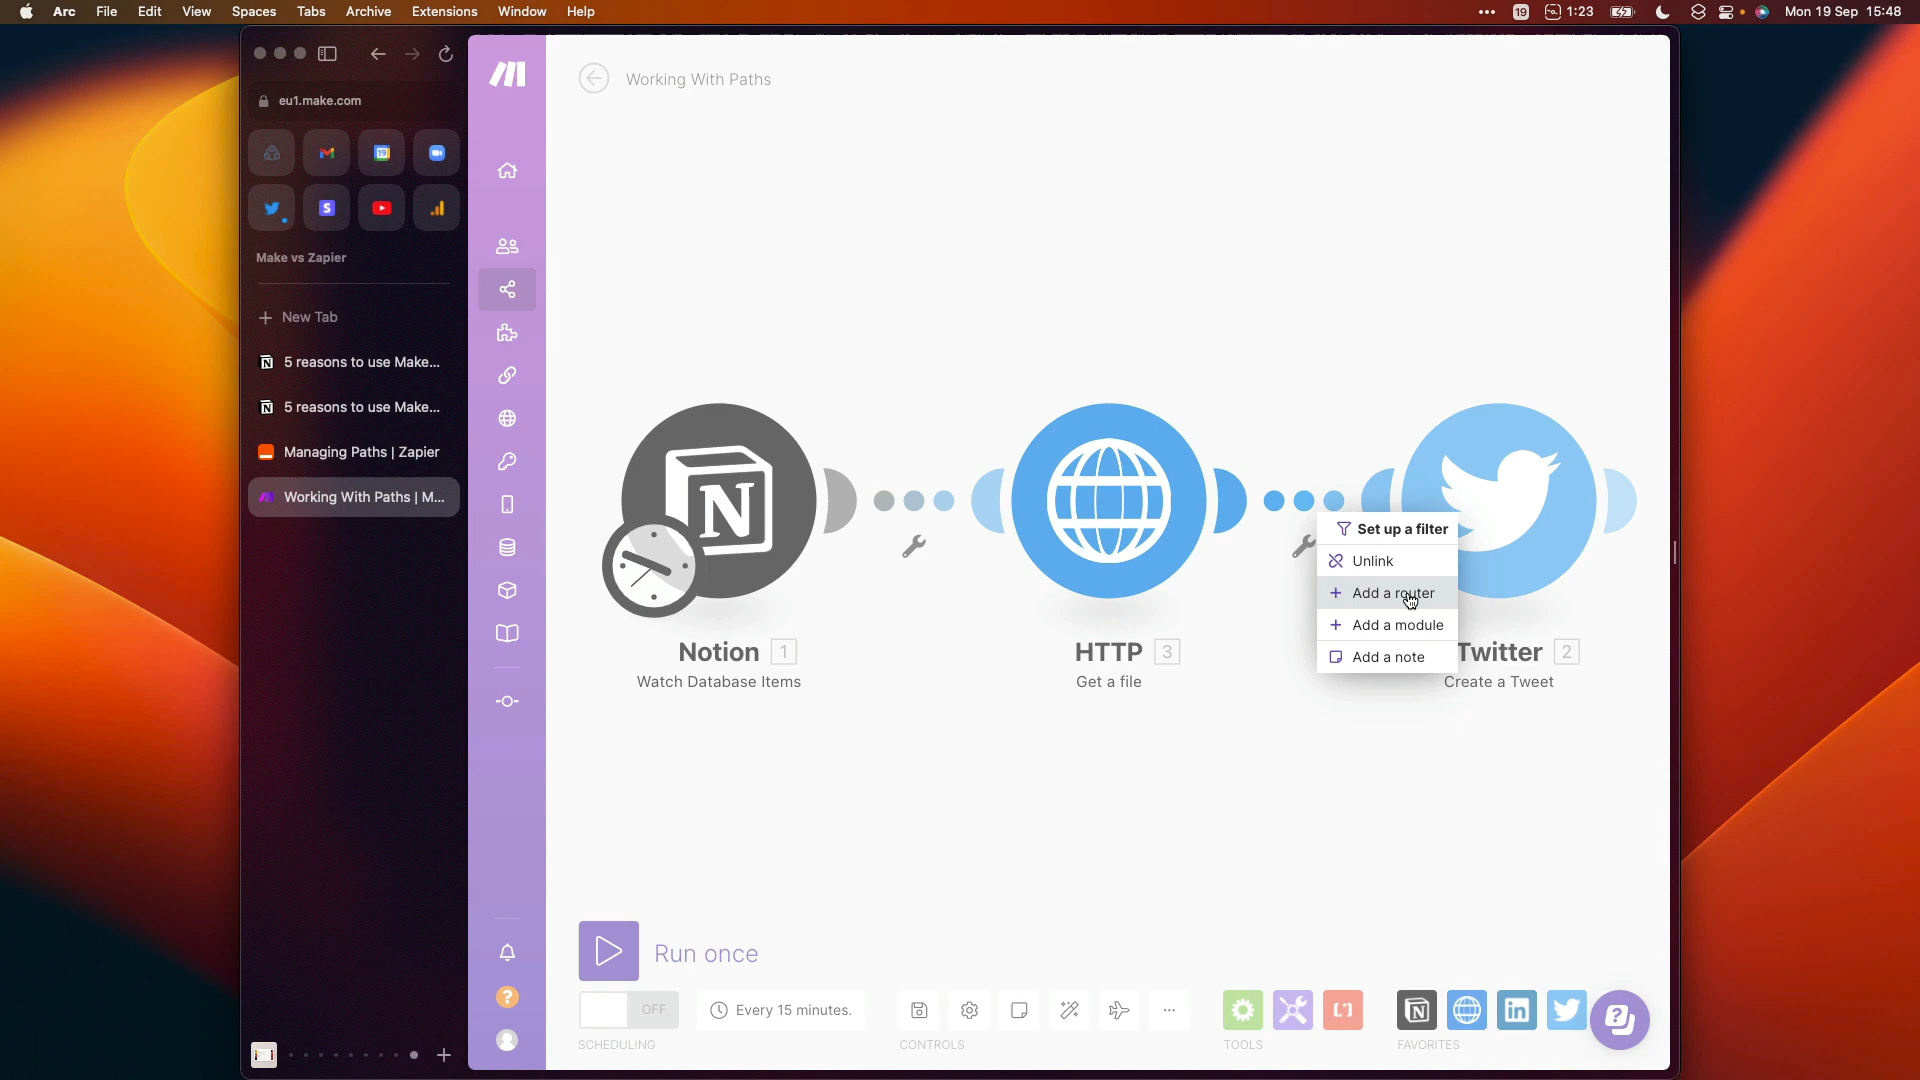 Arc File Edit View Spaces Tabs Archive Extensions Window Help
19 1:23 Mon 19 Sep 15:48
eu1.make.com
19
S
Make vs Zapier
New Tab
5 reasons to use Make...
5 reasons to use Make...
Managing Paths | Zapier
Working With Paths | M...
Working With Paths
Set up a filter
Unlink
Add a router
Add a module
Add a note
Notion 1
Watch Database Items
HTTP 3
Get a file
Twitter 2
Create a Tweet
Run once
OFF
Every 15 minutes.
SCHEDULING
CONTROLS
TOOLS
FAVORITES